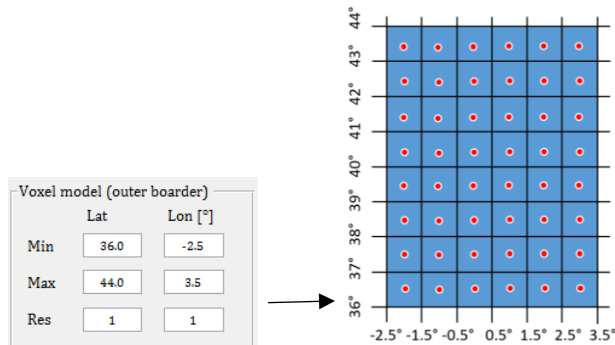 Voxel model (outer boarder)
Lat Lon [°]
Min 36.0 -2.5
Max 44.0 3.5
Res 1 1
44°
43°
42°
41°
40°
39°
38°
37°
36°
-2.5° -1.5° -0.5° 0.5° 1.5° 2.5° 3.5°